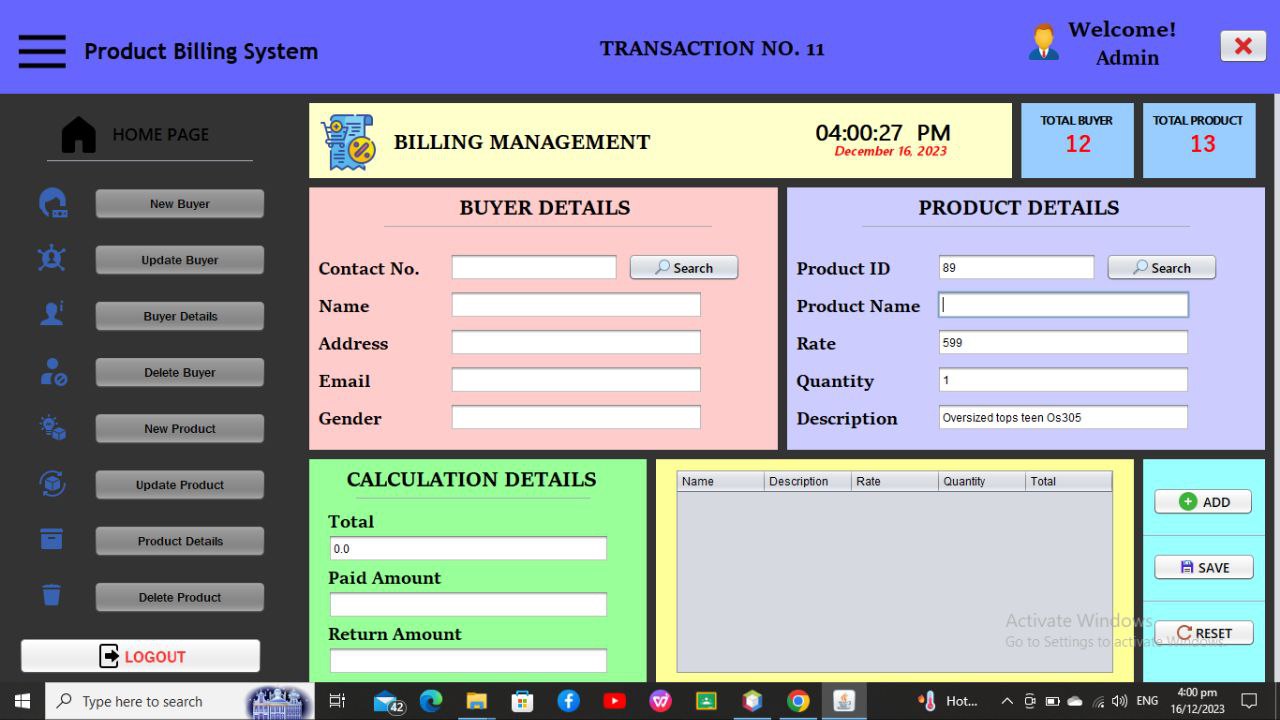 Product Billing System
TRANSACTION NO. 11
Welcome!
Admin
HOME PAGE
New Buyer
Update Buyer
Buyer Details
Delete Buyer
New Product
Update Product
Product Details
Delete Product
LOGOUT
BILLING MANAGEMENT
04:00:27 PM
December 16, 2023
TOTAL BUYER
12
TOTAL PRODUCT
13
BUYER DETAILS
Contact No.
Search
Name
Address
Email
Gender
PRODUCT DETAILS
Product ID 89
Search
Product Name
Rate 599
Quantity 1
Description Oversized tops teen Os305
CALCULATION DETAILS
Total
0.0
Paid Amount
Return Amount
Name Description Rate Quantity Total
ADD
SAVE
RESET
Activate Windows
Go to Settings to activate Windows.
Type here to search
42
Hot...
ENG
4:00 pm
16/12/2023